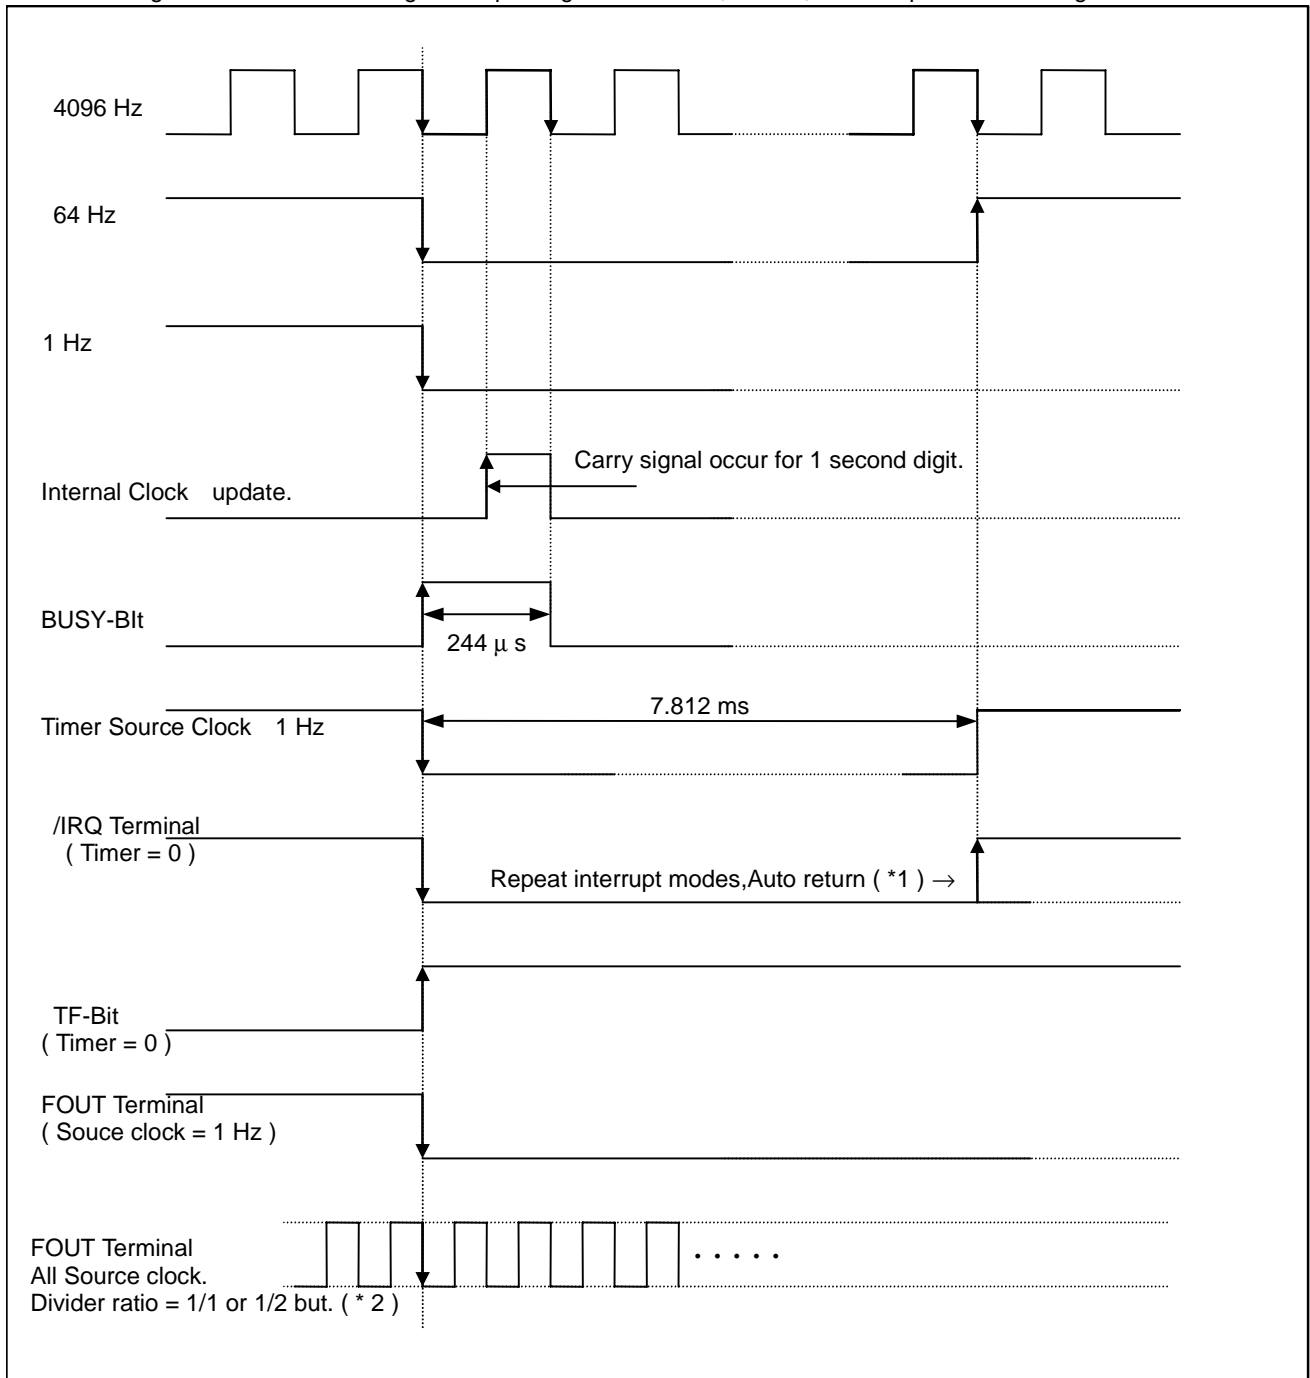 4096 Hz
64 Hz
1 Hz
Carry signal occur for 1 second digit.
Internal Clock update.
BUSY-BIt
244 μ s
7.812 ms
Timer Source Clock 1 Hz
/IRQ Terminal
( Timer = 0 )
Repeat interrupt modes,Auto return ( *1 ) →
TF-Bit
( Timer = 0 )
FOUT Terminal
( Souce clock = 1 Hz )
FOUT Terminal
All Source clock.
Divider ratio = 1/1 or 1/2 but. ( * 2 )
. . . . .